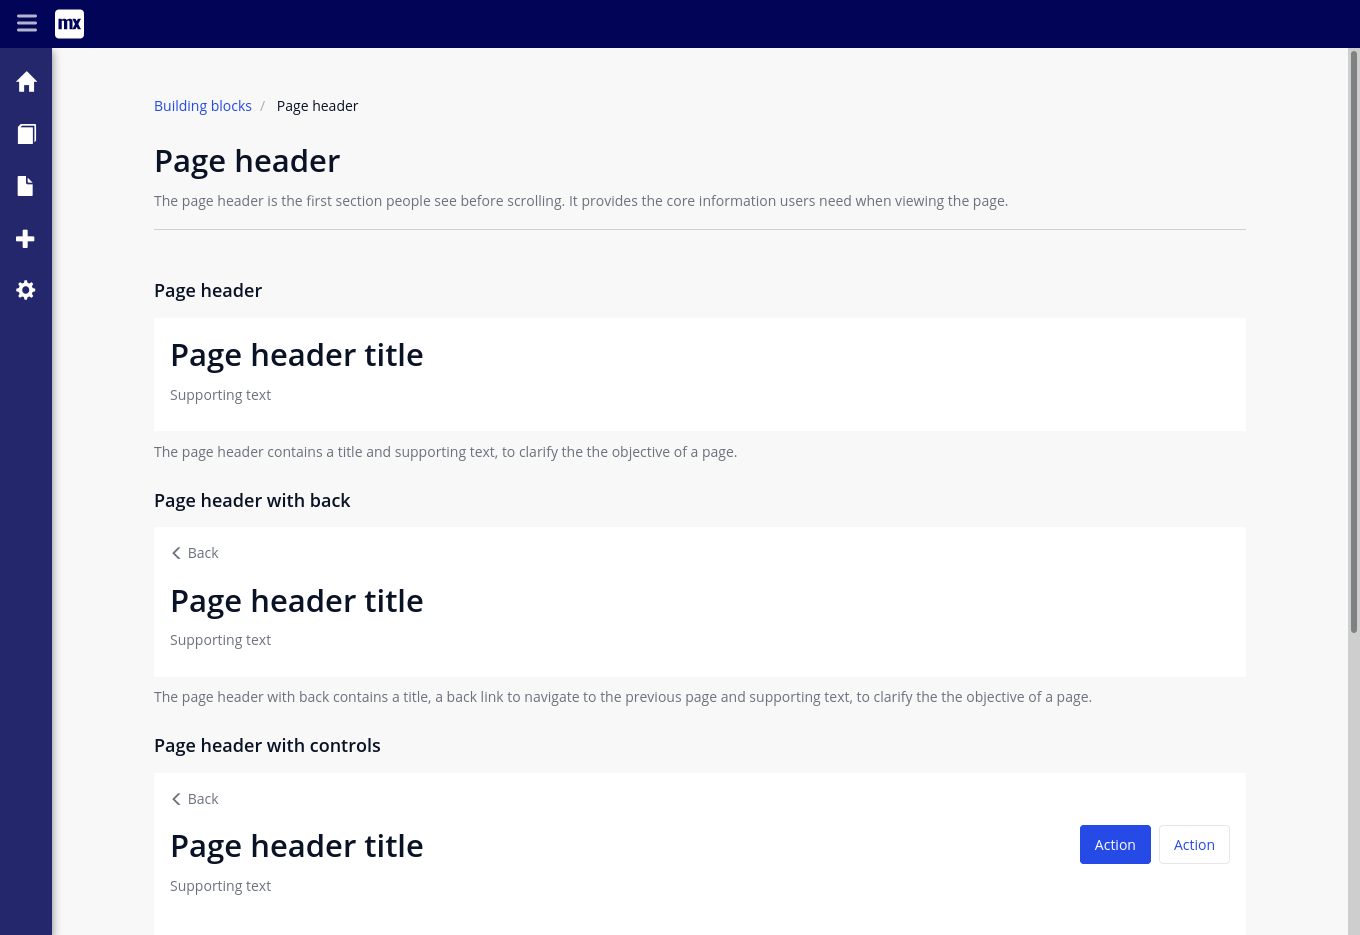 mx
Building blocks / Page header
Page header
The page header is the first section people see before scrolling. It provides the core information users need when viewing the page.
Page header
Page header title
Supporting text
The page header contains a title and supporting text, to clarify the the objective of a page.
Page header with back
Back
Page header title
Supporting text
The page header with back contains a title, a back link to navigate to the previous page and supporting text, to clarify the the objective of a page.
Page header with controls
Back
Page header title
Action Action
Supporting text